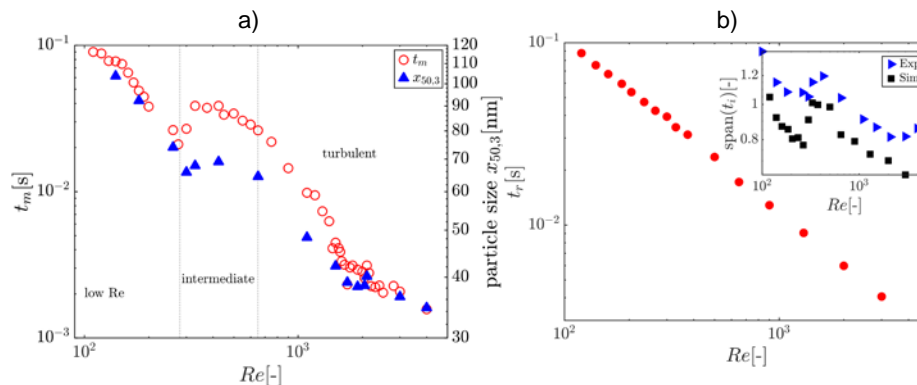 a)
b)
10^-1
10^-2
10^-3
t_m[s]
10^2
10^3
Re[-]
120
110
100
90
80
70
60
50
40
30
particle size x_50,3[nm]
t_m
x_50,3
low Re
intermediate
turbulent
10^-1
10^-2
t_r[s]
10^2
10^3
Re[-]
1.2
1
0.8
span(t_i)[-]
10^2
10^3
Re[-]
Exp
Sim